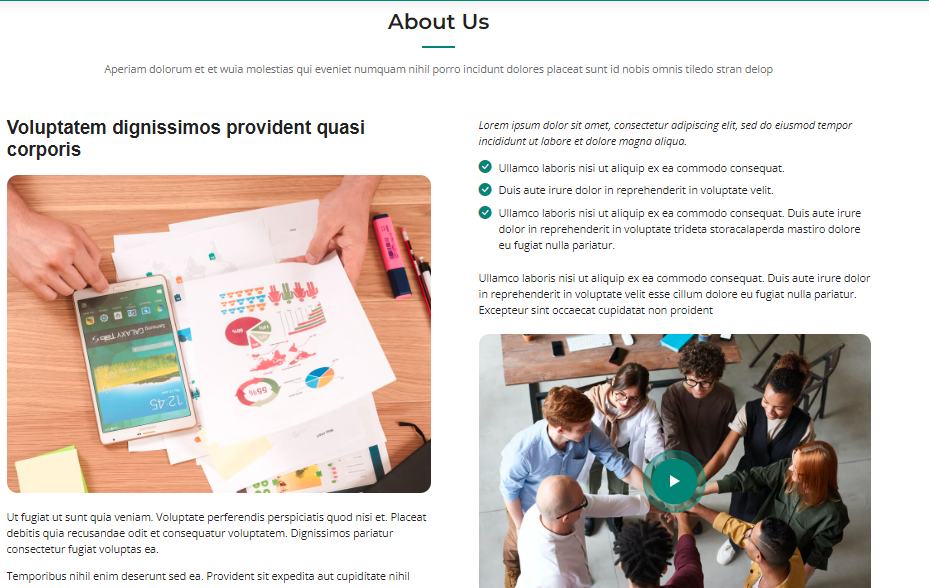 About Us
Aperiam dolorum et et wuia molestias qui eveniet numquam nihil porro incidunt dolores placeat sunt id nobis omnis tiledo stran delop
Voluptatem dignissimos provident quasi
corporis
SAMSUNG GALAXY Tab S
12:45
55%
Ut fugiat ut sunt quia veniam. Voluptate perferendis perspiciatis quod nisi et. Placeat
debitis quia recusandae odit et consequatur voluptatem. Dignissimos pariatur
consectetur fugiat voluptas ea.
Temporibus nihil enim deserunt sed ea. Provident sit expedita aut cupiditate nihil
Lorem ipsum dolor sit amet, consectetur adipiscing elit, sed do eiusmod tempor
incididunt ut labore et dolore magna aliqua.
Ullamco laboris nisi ut aliquip ex ea commodo consequat.
Duis aute irure dolor in reprehenderit in voluptate velit.
Ullamco laboris nisi ut aliquip ex ea commodo consequat. Duis aute irure
dolor in reprehenderit in voluptate trideta storacalaperda mastiro dolore
eu fugiat nulla pariatur.
Ullamco laboris nisi ut aliquip ex ea commodo consequat. Duis aute irure dolor
in reprehenderit in voluptate velit esse cillum dolore eu fugiat nulla pariatur.
Excepteur sint occaecat cupidatat non proident